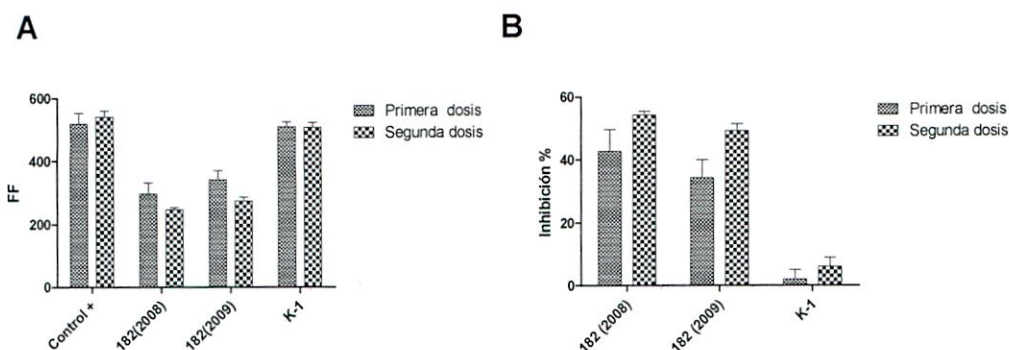 A
600
400
200
0
FF
Control +
182(2008)
182(2009)
K-1
Primera dosis
Segunda dosis
B
60
40
20
0
Inhibición %
182 (2008)
182 (2009)
K-1
Primera dosis
Segunda dosis